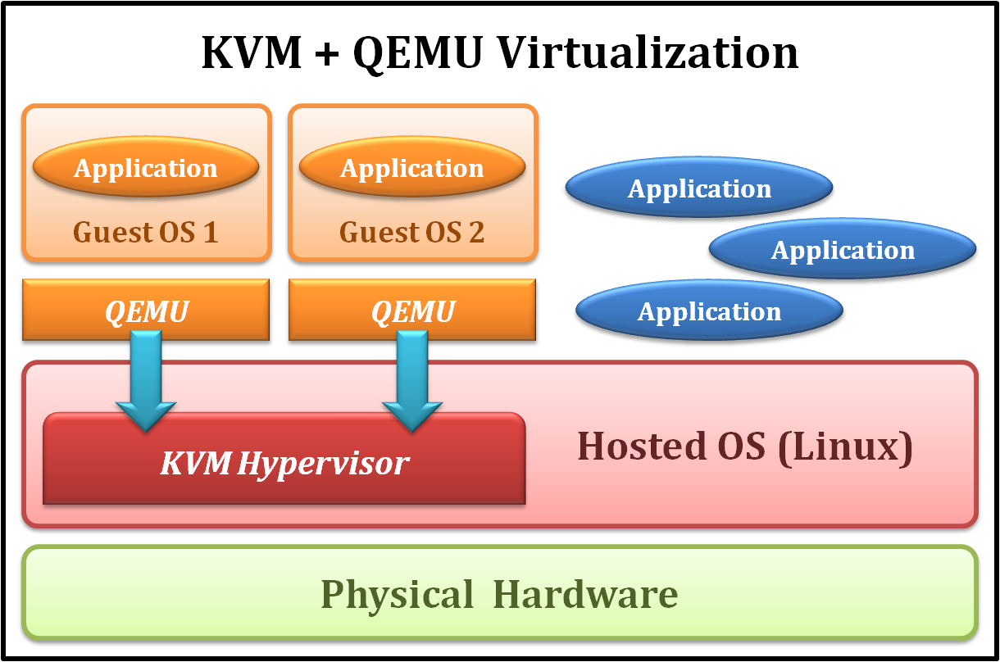 KVM + QEMU Virtualization
Application
Application
Application
Guest OS 1
Guest OS 2
Application
QEMU
QEMU
Application
KVM Hypervisor
Hosted OS (Linux)
Physical Hardware